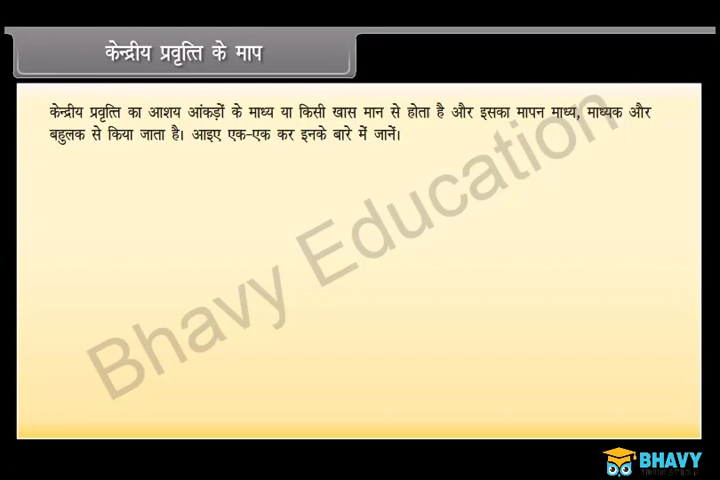 केन्द्रीय प्रवृत्ति के माप
केन्द्रीय प्रवृत्ति का आशय आंकड़ों के माध्य या किसी खास मान से होता है और इसका मापन माध्य, माध्यक और
बहुलक से किया जाता है। आइए एक-एक कर इनके बारे में जानें।
Bhavy Education
BHAVY
EDUCATION